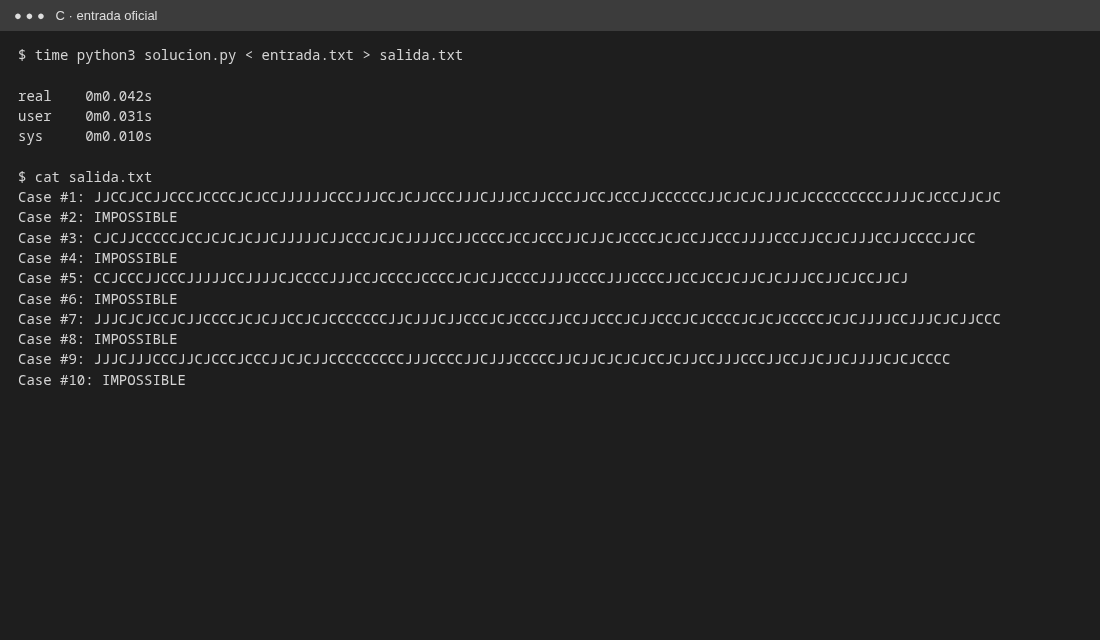 C · entrada oficial
$ time python3 solucion.py < entrada.txt > salida.txt
real    0m0.042s
user    0m0.031s
sys     0m0.010s
$ cat salida.txt
Case #1: JJCCJCCJJCCCJCCCCJCJCCJJJJJJCCCJJJCCJCJJCCCJJJCJJJCCJJCCCJJCCJCCCJJCCCCCCJJCJCJCJJJCJCCCCCCCCCJJJJCJCCCJJCJC
Case #2: IMPOSSIBLE
Case #3: CJCJJCCCCCJCCJCJCJCJJCJJJJJCJJCCCJCJCJJJJCCJJCCCCJCCJCCCJJCJJCJCCCCJCJCCJJCCCJJJJCCCJJCCJCJJJCCJJCCCCJJCC
Case #4: IMPOSSIBLE
Case #5: CCJCCCJJCCCJJJJJCCJJJJCJCCCCJJJCCJCCCCJCCCCJCJCJJCCCCJJJJCCCCJJJCCCCJJCCJCCJCJJCJCJJJCCJJCJCCJJCJ
Case #6: IMPOSSIBLE
Case #7: JJJCJCJCCJCJJCCCCJCJCJJCCJCJCCCCCCCJJCJJJCJJCCCJCJCCCCJJCCJJCCCJCJJCCCJCJCCCCJCJCJCCCCCJCJCJJJJCCJJJCJCJJCCC
Case #8: IMPOSSIBLE
Case #9: JJJCJJJCCCJJCJCCCJCCCJJCJCJJCCCCCCCCCJJJCCCCJJCJJJCCCCCJJCJJCJCJCJCCJCJJCCJJJCCCJJCCJJCJJCJJJJCJCJCCCC
Case #10: IMPOSSIBLE